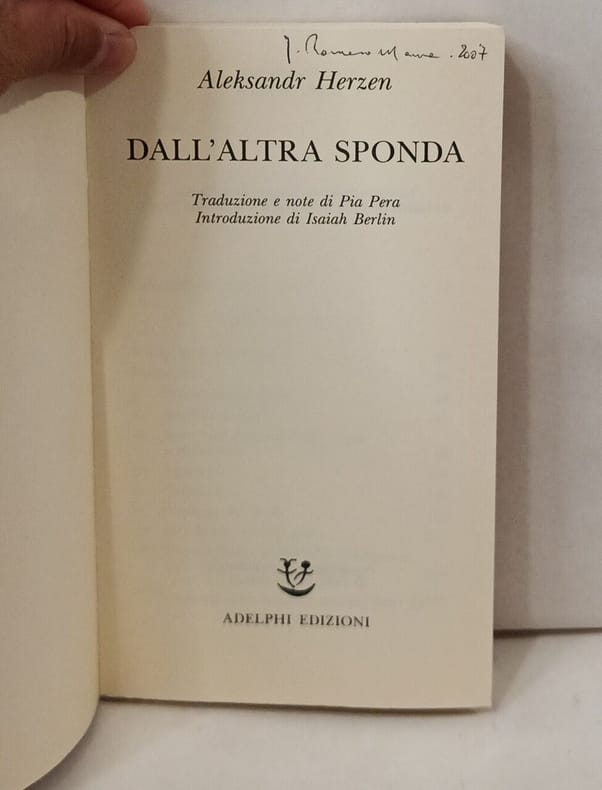 J. Romero Maura. 2007
Aleksandr Herzen
DALL'ALTRA SPONDA
Traduzione e note di Pia Pera
Introduzione di Isaiah Berlin
ADELPHI EDIZIONI